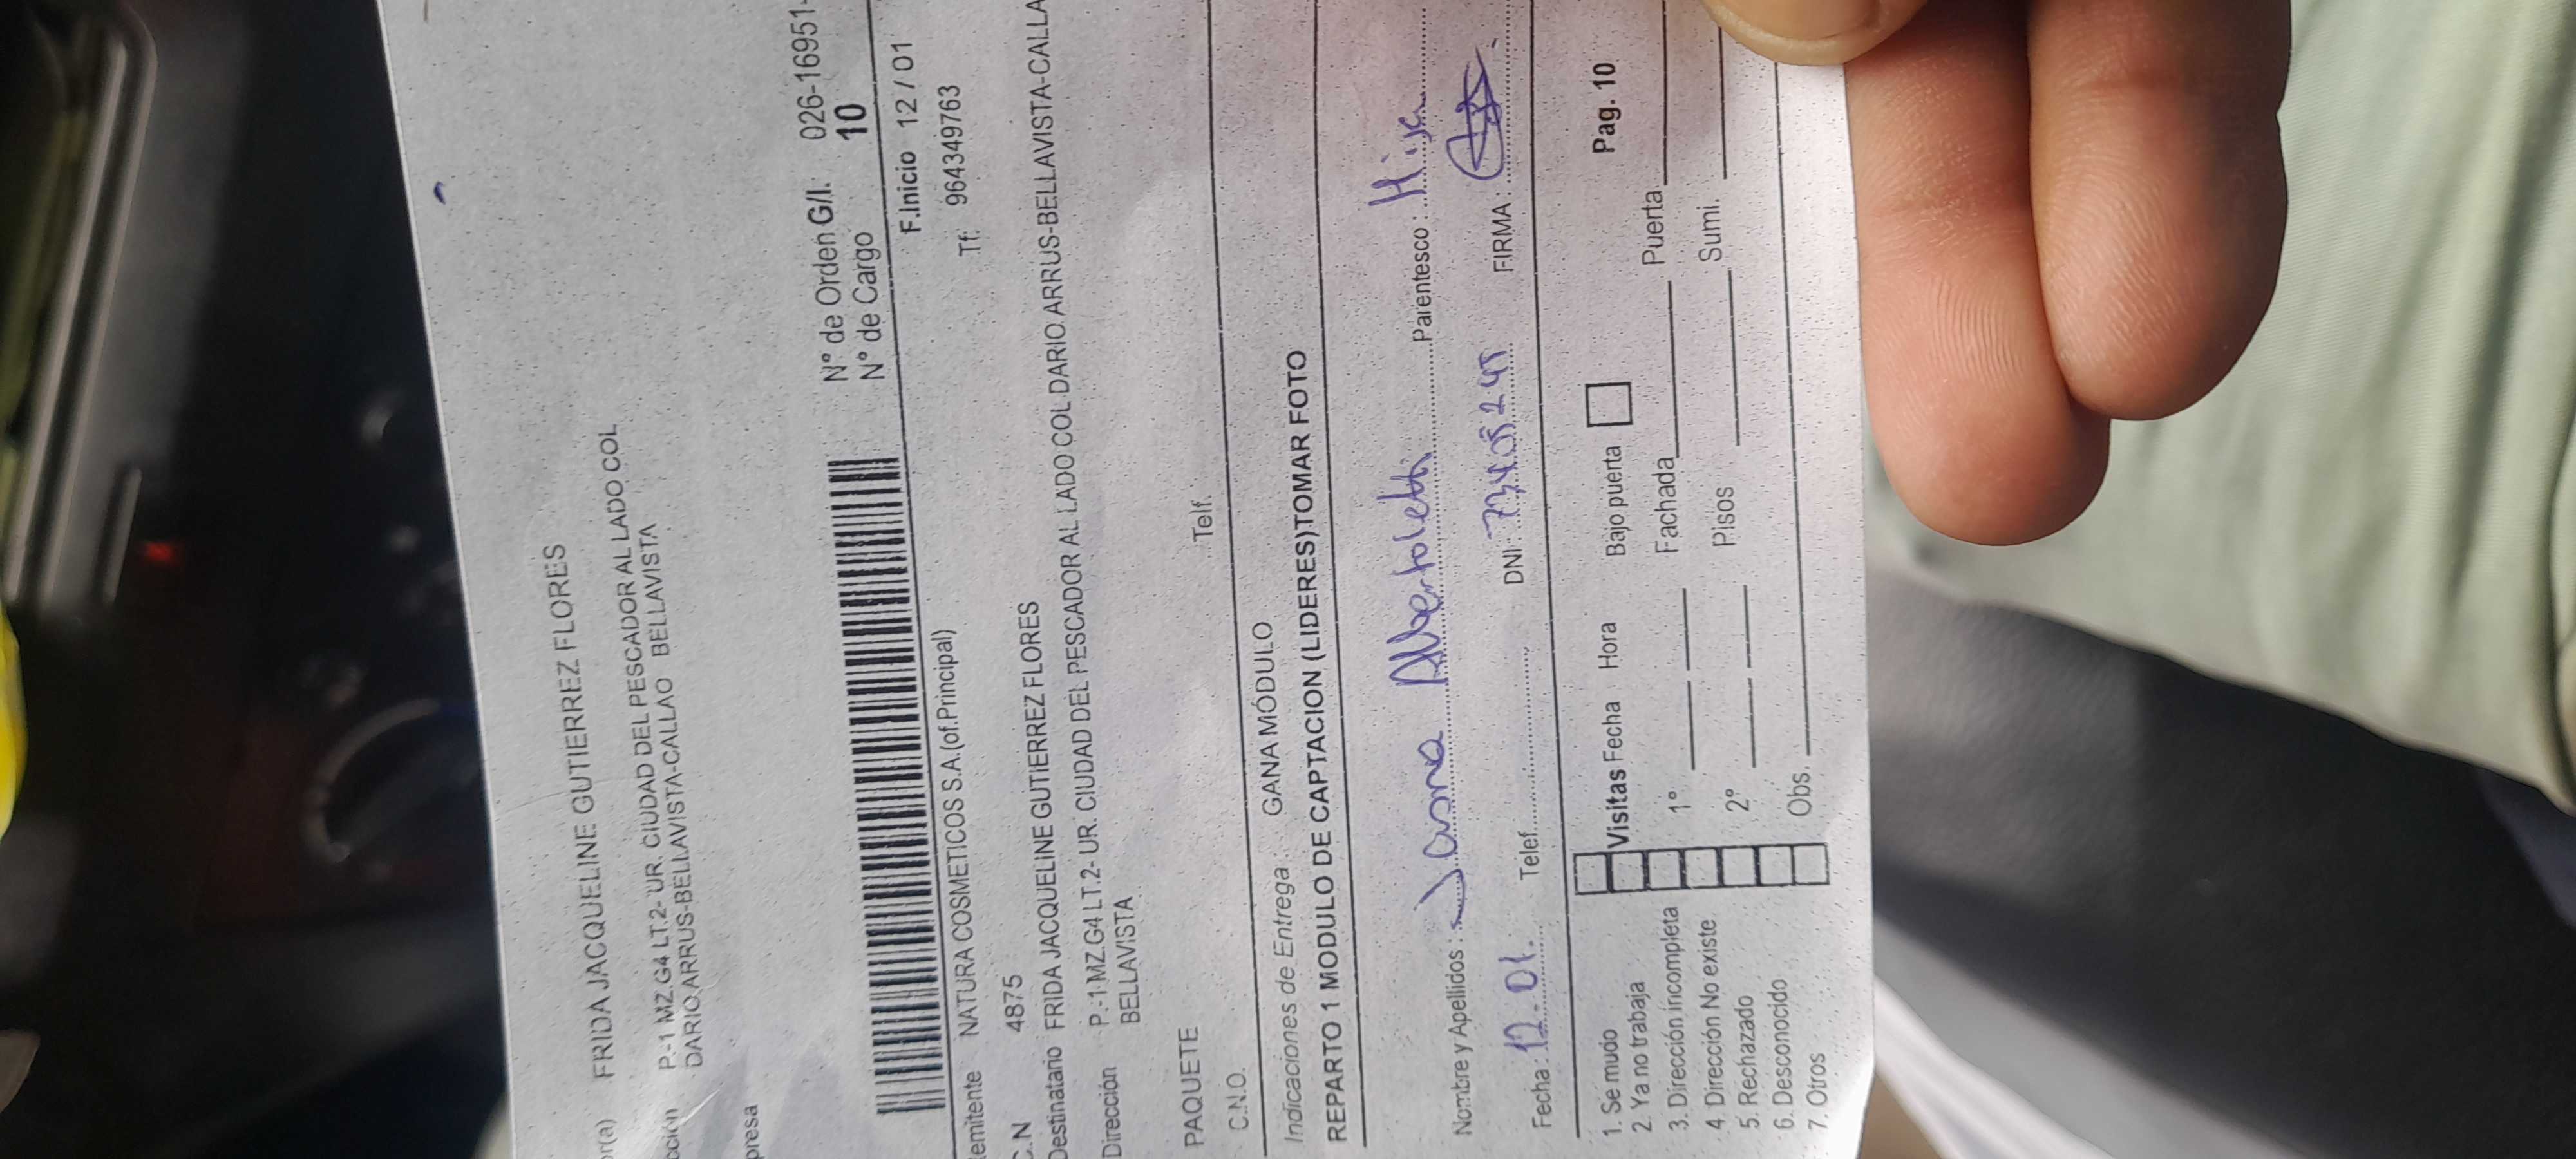 or(a) FRIDA JACQUELINE GUTIERREZ FLORES
cción P.-1 MZ.G4 LT.2- UR. CIUDAD DEL PESCADOR AL LADO COL
DARIO ARRUS-BELLAVISTA-CALLAO BELLAVISTA
presa
N° de Orden G/I. 026-16951-
N° de Cargo 10
F.Inicio 12 / 01
emitente NATURA COSMETICOS S.A.(of.Principal) Tf: 964349763
C.N 4875
Destinatario FRIDA JACQUELINE GUTIERREZ FLORES
Dirección P.-1 MZ.G4 LT.2- UR. CIUDAD DEL PESCADOR AL LADO COL DARIO ARRUS-BELLAVISTA-CALLA
BELLAVISTA
PAQUETE Telf.
C.N.O.
Indicaciones de Entrega : GANA MÓDULO
REPARTO 1 MODULO DE CAPTACION (LIDERES)TOMAR FOTO
Nombre y Apellidos : Parentesco : Hija
Fecha : 12.01. Telef. DNI : FIRMA :
1. Se mudo Visitas Fecha Hora Bajo puerta Pag. 10
2. Ya no trabaja
3. Dirección incompleta 1° Fachada Puerta
4 Dirección No existe
5. Rechazado 2° Pisos Sumi.
6. Desconocido
7. Otros Obs.